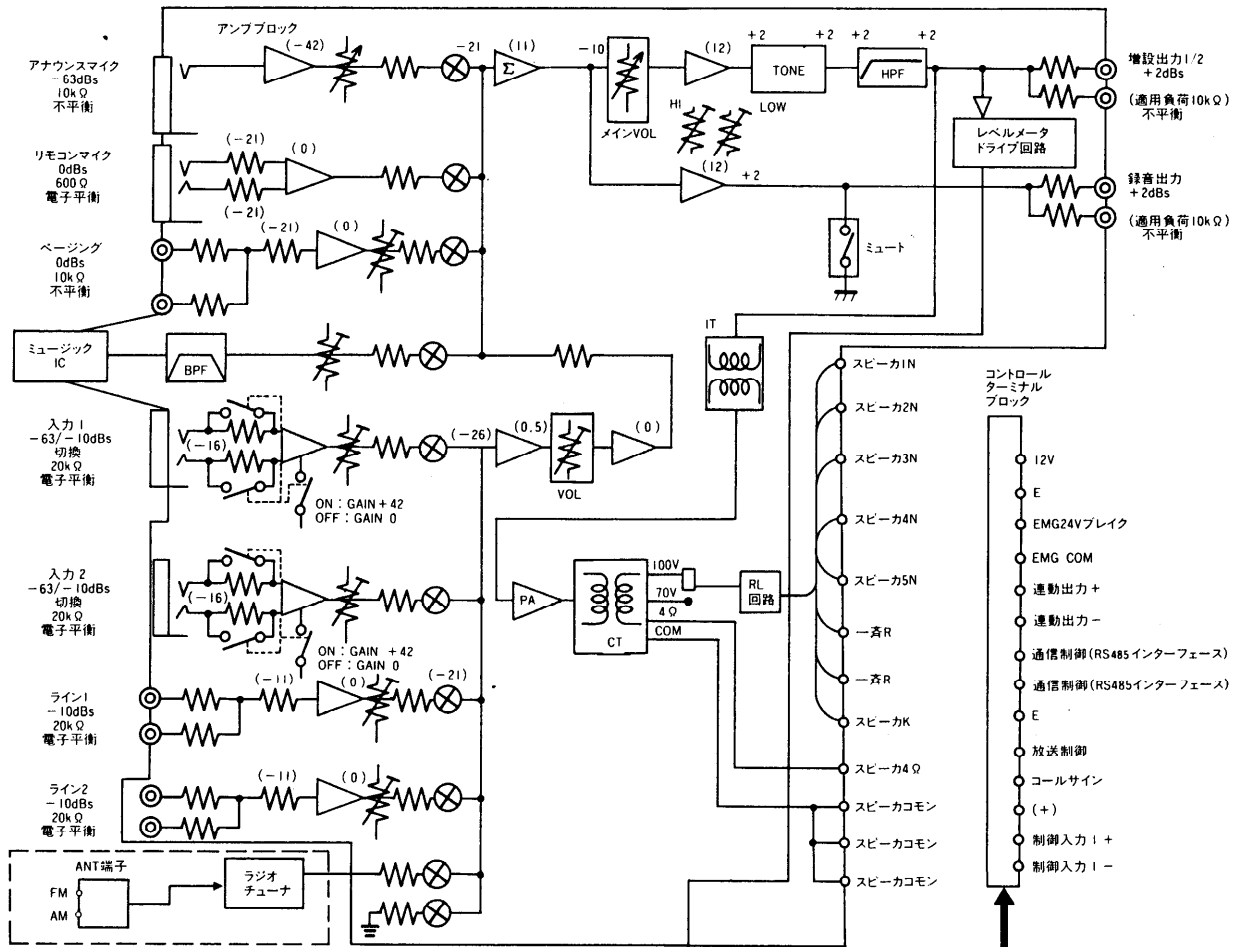 アンプブロック
アナウンスマイク
−63dBs
10kΩ
不平衡
(−42)
−21
(11)
Σ
−10
メインVOL
(12)
+2
TONE
+2
LOW
HI
+2
HPF
+2
増設出力1/2
+2dBs
(適用負荷10kΩ)
不平衡
レベルメータ
ドライブ回路
リモコンマイク
0dBs
600Ω
電子平衡
(−21)
(−21)
(0)
(12)
+2
ミュート
録音出力
+2dBs
(適用負荷10kΩ)
不平衡
ページング
0dBs
10kΩ
不平衡
(−21)
(0)
ミュージック
IC
BPF
IT
入力1
−63/−10dBs
切換
20kΩ
電子平衡
(−16)
ON：GAIN+42
OFF：GAIN 0
(−26)
(0.5)
VOL
(0)
入力2
−63/−10dBs
切換
20kΩ
電子平衡
(−16)
ON：GAIN +42
OFF：GAIN 0
PA
CT
100V
70V
4Ω
COM
RL
回路
ライン1
−10dBs
20kΩ
電子平衡
(−11)
(0)
(−21)
ライン2
−10dBs
20kΩ
電子平衡
(−11)
(0)
ANT端子
FM
AM
ラジオ
チューナ
スピーカ1N
スピーカ2N
スピーカ3N
スピーカ4N
スピーカ5N
一斉R
一斉R
スピーカK
スピーカ4Ω
スピーカコモン
スピーカコモン
スピーカコモン
コントロール
ターミナル
ブロック
12V
E
EMG24Vブレイク
EMG COM
連動出力+
連動出力−
通信制御(RS485インターフェース)
通信制御(RS485インターフェース)
E
放送制御
コールサイン
(+)
制御入力1+
制御入力1−